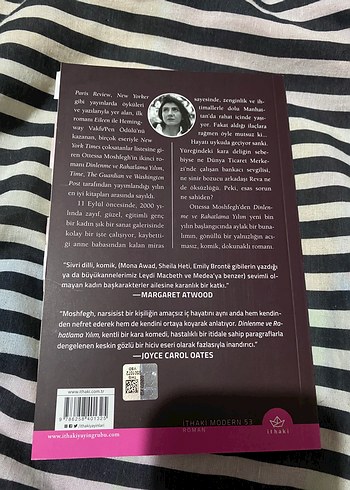 Paris Review, New Yorker
gibi yayınlarda öyküleri
ve yazılarıyla yer alan, ilk
romanı Eileen ile Heming-
way Vakfı/Pen Ödülü'nü
kazanan, birçok eseriyle New
York Times çoksatanlar listesine gi-
ren Ottessa Moshfegh'in ikinci ro-
manı Dinlenme ve Rahatlama Yılım,
Time, The Guardian ve Washington
Post tarafından yayımlandığı yılın
en iyi kitapları arasında sayıldı.
11 Eylül öncesinde, 2000 yı-
lında zayıf, güzel, eğitimli genç
bir kadın şık bir sanat galerisinde
kolay bir işte çalışıyor, kaybetti-
ği anne babasından kalan miras
sayesinde, zenginlik ve ih-
timallerle dolu Manhat-
tan'da rahat içinde yaşı-
yor. Fakat aldığı ilaçlara
rağmen öyle mutsuz ki...
Hayatı uykuda geçiyor sanki.
Yüreğindeki kara deliğin sebe-
biyse ne Dünya Ticaret Merke-
zi'nde çalışan bankacı sevgilisi,
ne sinir bozucu arkadaşı Reva ne
de öksüzlüğü. Peki, esas sorun
ne sahiden?
Ottessa Moshfegh'den Dinlen-
me ve Rahatlama Yılım yeni bin
yılın başlangıcında aylak bir buna-
lımın, gönüllü bir yalnızlığın acı-
masız, komik, dokunaklı romanı.
"Sivri dilli, komik, (Mona Awad, Sheila Heti, Emily Brontë gibilerin yazdığı
ya da büyükannelerimiz Leydi Macbeth ve Medea'ya benzer) sevimli ol-
mayan kadın başkarakterler ailesine karanlık bir katkı."
—MARGARET ATWOOD
"Moshfegh, narsisist bir kişiliğin amaçsız iç hayatını aynı anda hem kendin-
den nefret ederek hem de kendini ortaya koyarak anlatıyor. Dinlenme ve Ra-
hatlama Yılım, kentli bir kara komedi, hastalıklı bir itidale sahip paragraflarla
dengelenen keskin gözlü bir hiciv eseri olarak fazlasıyla inandırıcı."
—JOYCE CAROL OATES
www.ithaki.com.tr
/ithakiyayinlari
www.ithakiyayingrubu.com
İTHAKİ MODERN 53
ROMAN
ithaki